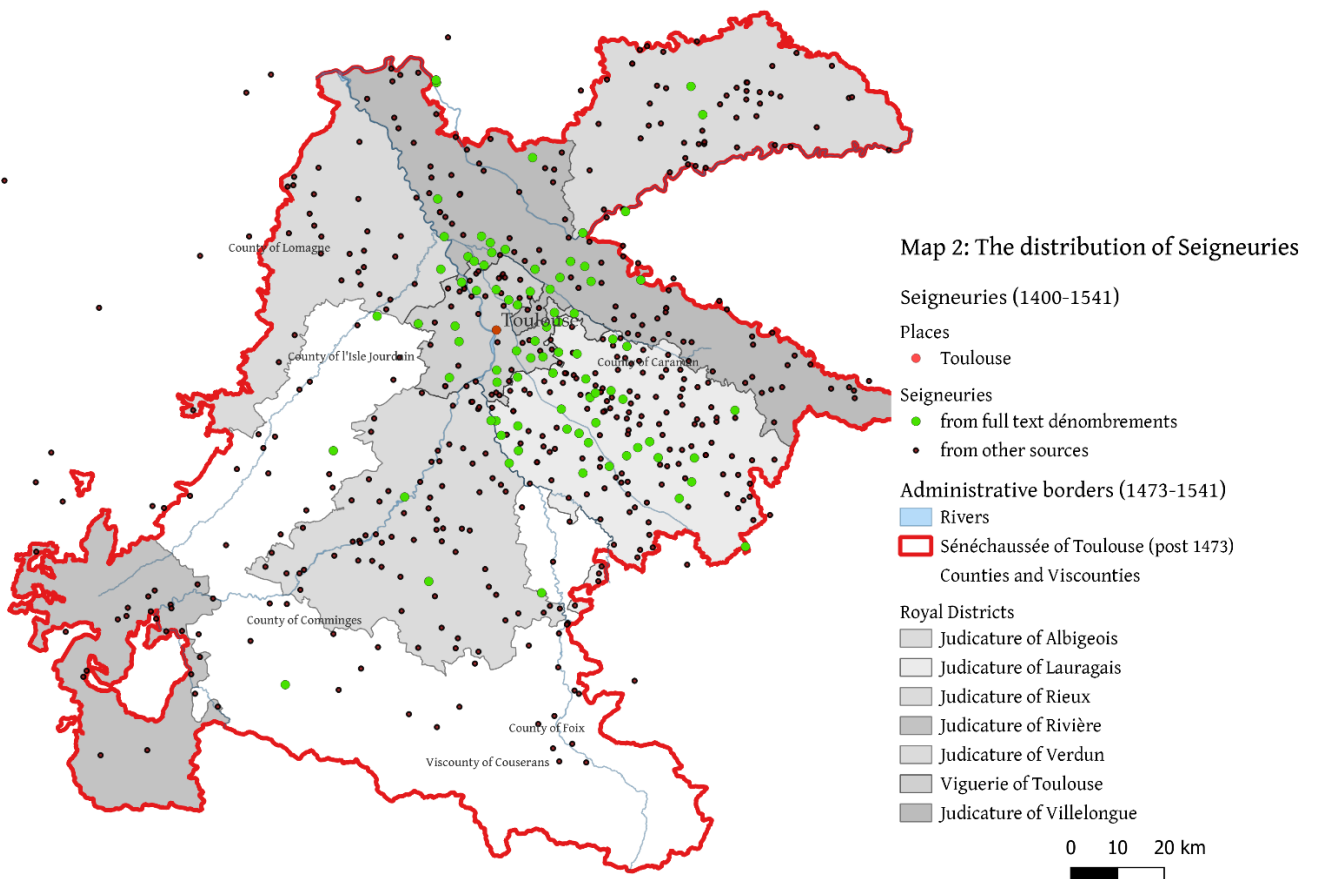 County of Lomagne
Toulouse
County of l'Isle Jourdain
County of Caraman
County of Comminges
County of Foix
Viscounty of Couserans
Map 2: The distribution of Seigneuries
Seigneuries (1400-1541)
Places
Toulouse
Seigneuries
from full text dénombrements
from other sources
Administrative borders (1473-1541)
Rivers
Sénéchaussée of Toulouse (post 1473)
Counties and Viscounties
Royal Districts
Judicature of Albigeois
Judicature of Lauragais
Judicature of Rieux
Judicature of Rivière
Judicature of Verdun
Viguerie of Toulouse
Judicature of Villelongue
0 10 20 km